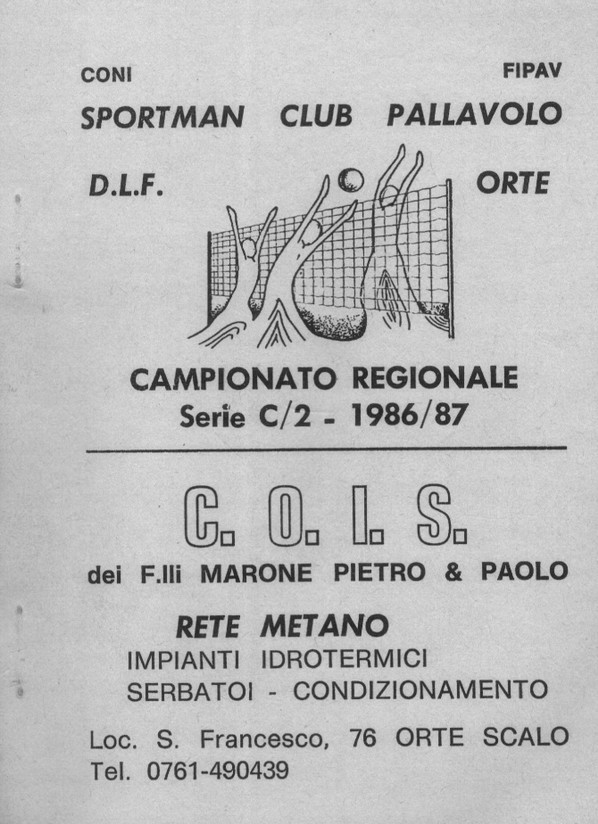 CONI FIPAV
SPORTMAN CLUB PALLAVOLO
D.L.F. ORTE
CAMPIONATO REGIONALE
Serie C/2 - 1986/87
C. O. I. S.
dei F.lli MARONE PIETRO & PAOLO
RETE METANO
IMPIANTI IDROTERMICI
SERBATOI - CONDIZIONAMENTO
Loc. S. Francesco, 76 ORTE SCALO
Tel. 0761-490439